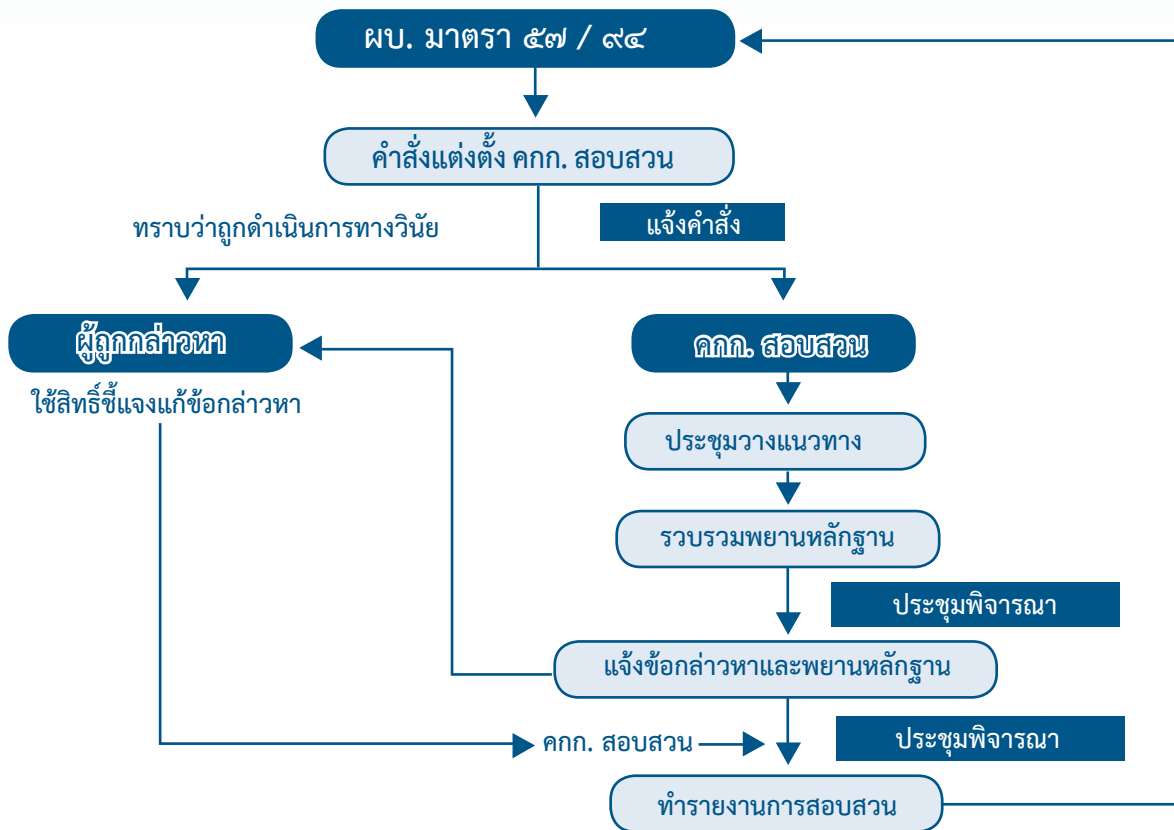 ผบ. มาตรา ๕๗ / ๙๔
คำสั่งแต่งตั้ง คกก. สอบสวน
ทราบว่าถูกดำเนินการทางวินัย
แจ้งคำสั่ง
ผู้ถูกกล่าวหา
คกก. สอบสวน
ใช้สิทธิ์ชี้แจงแก้ข้อกล่าวหา
ประชุมวางแนวทาง
รวบรวมพยานหลักฐาน
ประชุมพิจารณา
แจ้งข้อกล่าวหาและพยานหลักฐาน
คกก. สอบสวน
ประชุมพิจารณา
ทำรายงานการสอบสวน